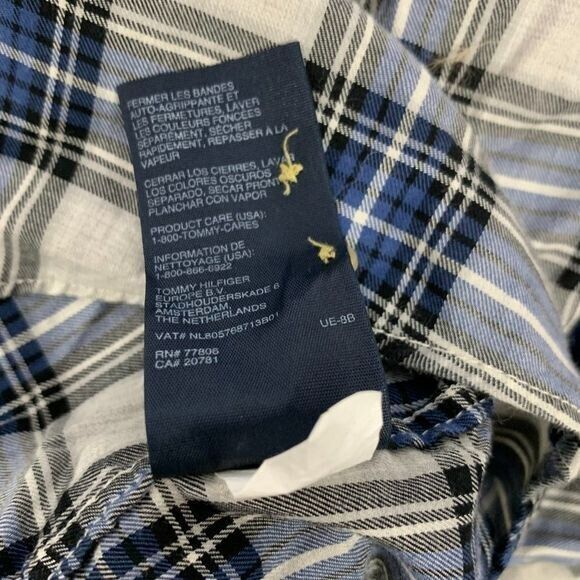 FERMER LES BANDES
AUTO-AGRIPPANTE ET
LES FERMETURES, LAVER
LES COULEURS FONCÉES
SÉPARÉMENT, SÉCHER
RAPIDEMENT, REPASSER À LA
VAPEUR
CERRAR LOS CIERRES,
LOS COLORES OSCUROS
SEPARADO, SECAR
PLANCHAR CON VAPOR
PRODUCT CARE (USA):
1-800-TOMMY-CARES
INFORMATION DE
NETTOYAGE (USA):
1-800-866-6922
TOMMY HILFIGER
EUROPE B.V.
STADHOUDERSKADE 6
AMSTERDAM
THE NETHERLANDS
VAT# NL805768713B01 UE-8B
RN# 77806
CA# 20781